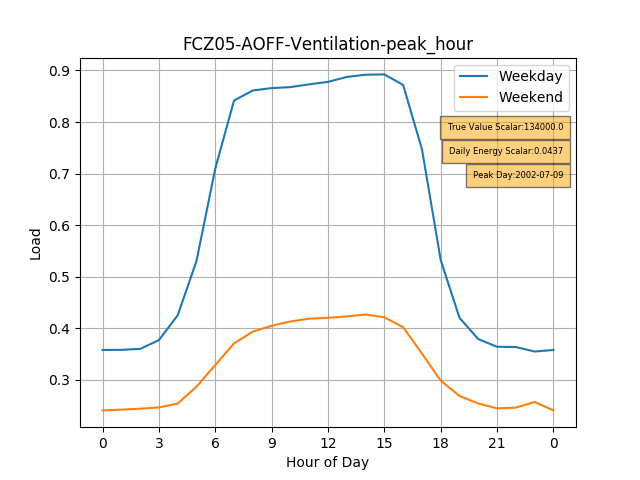 FCZ05-AOFF-Ventilation-peak_hour
Weekday
Weekend
True Value Scalar:134000.0
Daily Energy Scalar:0.0437
Peak Day:2002-07-09
Load
0.9
0.8
0.7
0.6
0.5
0.4
0.3
0 3 6 9 12 15 18 21 0
Hour of Day